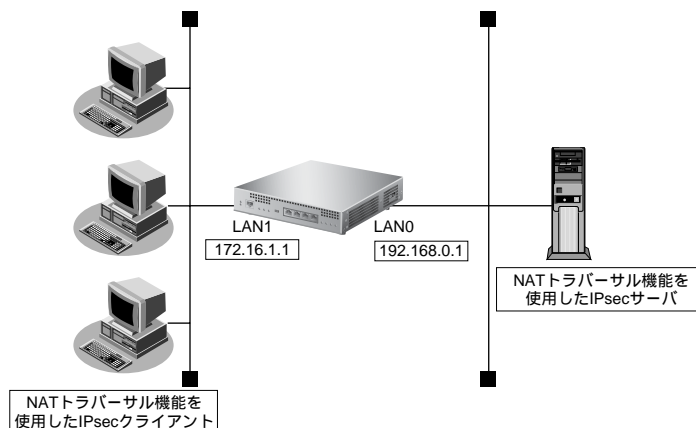 LAN1
172.16.1.1
LAN0
192.168.0.1
NATトラバーサル機能を
使用したIPsecサーバ
NATトラバーサル機能を
使用したIPsecクライアント